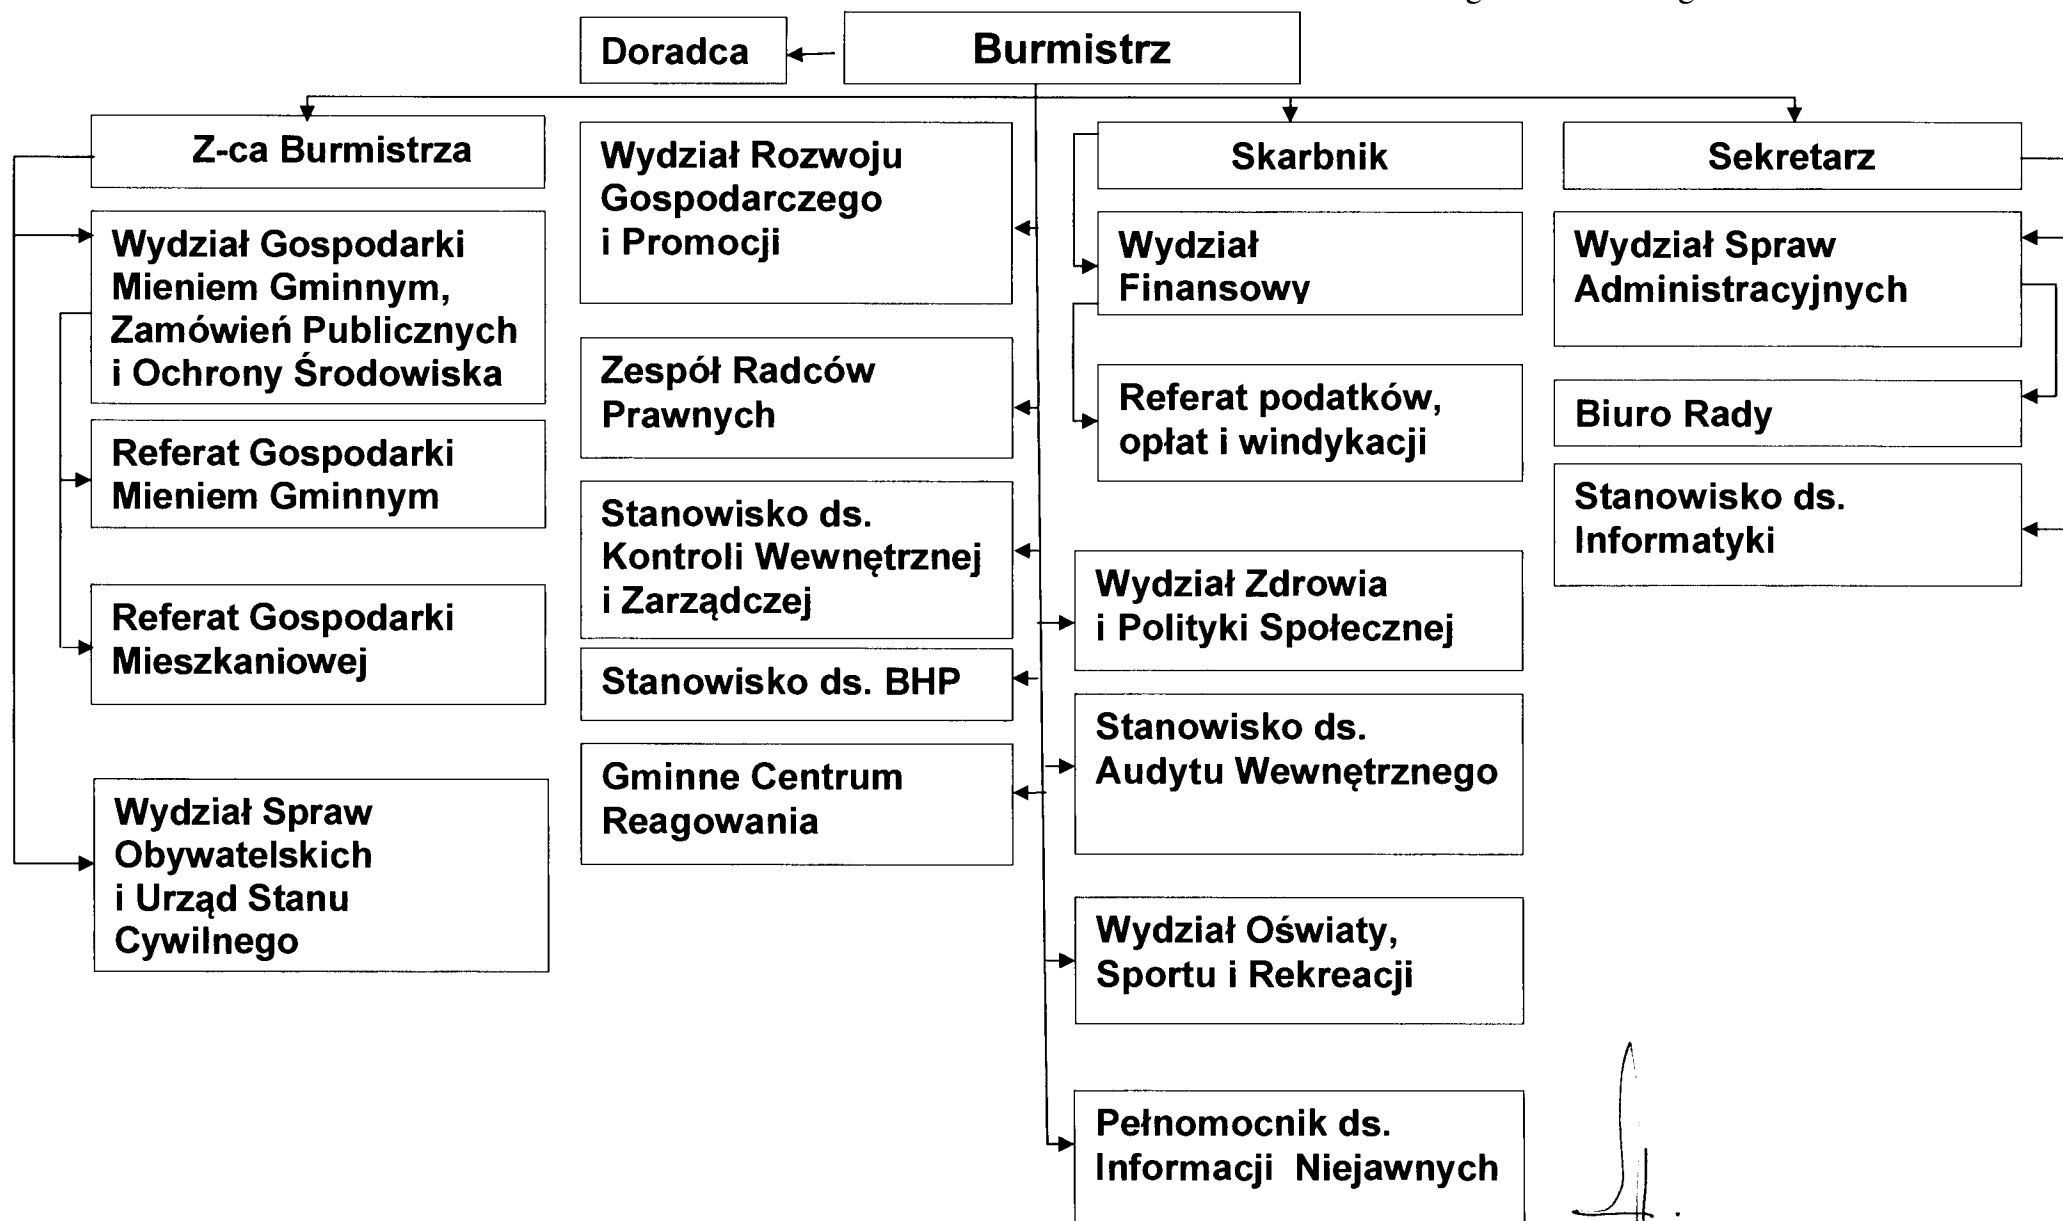 Doradca
Burmistrz
Z-ca Burmistrza
Wydział Gospodarki
Mieniem Gminnym,
Zamówień Publicznych
i Ochrony Środowiska
Referat Gospodarki
Mieniem Gminnym
Referat Gospodarki
Mieszkaniowej
Wydział Spraw
Obywatelskich
i Urząd Stanu
Cywilnego
Wydział Rozwoju
Gospodarczego
i Promocji
Zespół Radców
Prawnych
Stanowisko ds.
Kontroli Wewnętrznej
i Zarządczej
Stanowisko ds. BHP
Gminne Centrum
Reagowania
Skarbnik
Wydział
Finansowy
Referat podatków,
opłat i windykacji
Wydział Zdrowia
i Polityki Społecznej
Stanowisko ds.
Audytu Wewnętrznego
Wydział Oświaty,
Sportu i Rekreacji
Pełnomocnik ds.
Informacji Niejawnych
Sekretarz
Wydział Spraw
Administracyjnych
Biuro Rady
Stanowisko ds.
Informatyki